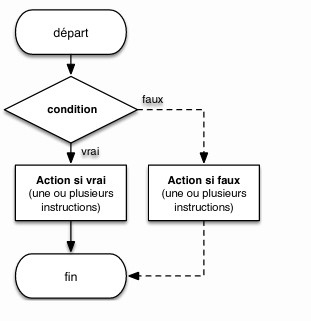 départ
condition
faux
vrai
Action si vrai
(une ou plusieurs
instructions)
Action si faux
(une ou plusieurs
instructions)
fin